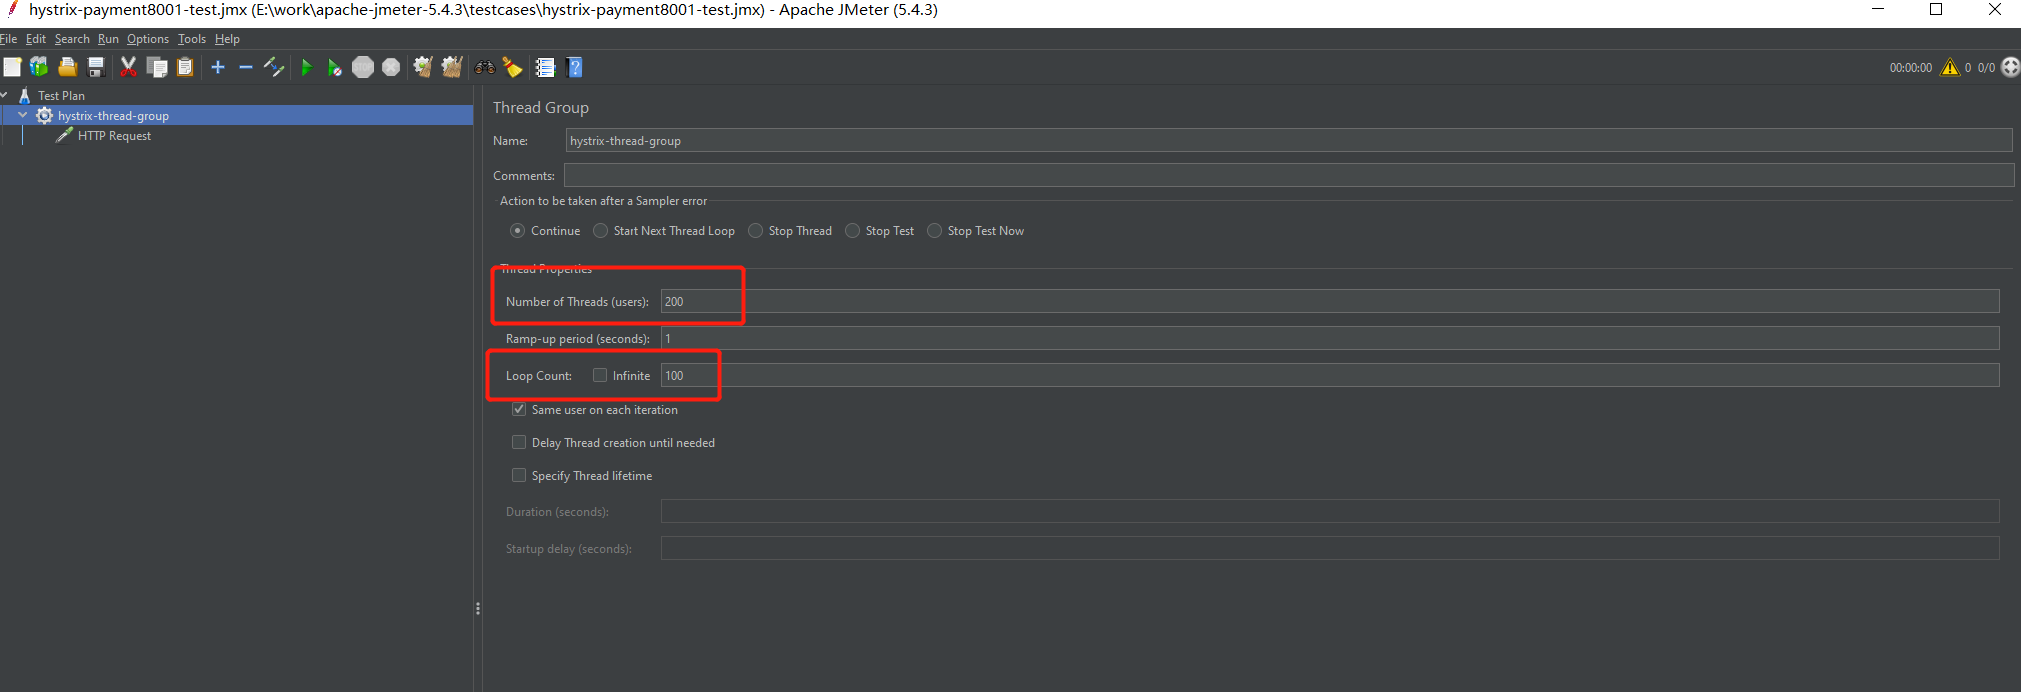 hystrix-payment8001-test.jmx (E:\work\apache-jmeter-5.4.3\testcases\hystrix-payment8001-test.jmx) - Apache JMeter (5.4.3)
File Edit Search Run Options Tools Help
00:00:00 0 0/0
Test Plan
hystrix-thread-group
HTTP Request
Thread Group
Name: hystrix-thread-group
Comments:
Action to be taken after a Sampler error
Continue Start Next Thread Loop Stop Thread Stop Test Stop Test Now
Thread Properties
Number of Threads (users): 200
Ramp-up period (seconds): 1
Loop Count: Infinite 100
Same user on each iteration
Delay Thread creation until needed
Specify Thread lifetime
Duration (seconds):
Startup delay (seconds):